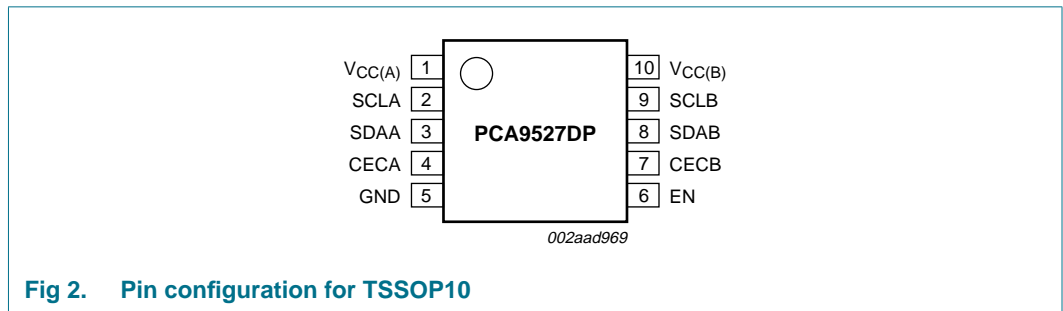 VCC(A) 1 10 VCC(B)
SCLA 2 9 SCLB
SDAA 3 PCA9527DP 8 SDAB
CECA 4 7 CECB
GND 5 6 EN
002aad969
Fig 2. Pin configuration for TSSOP10